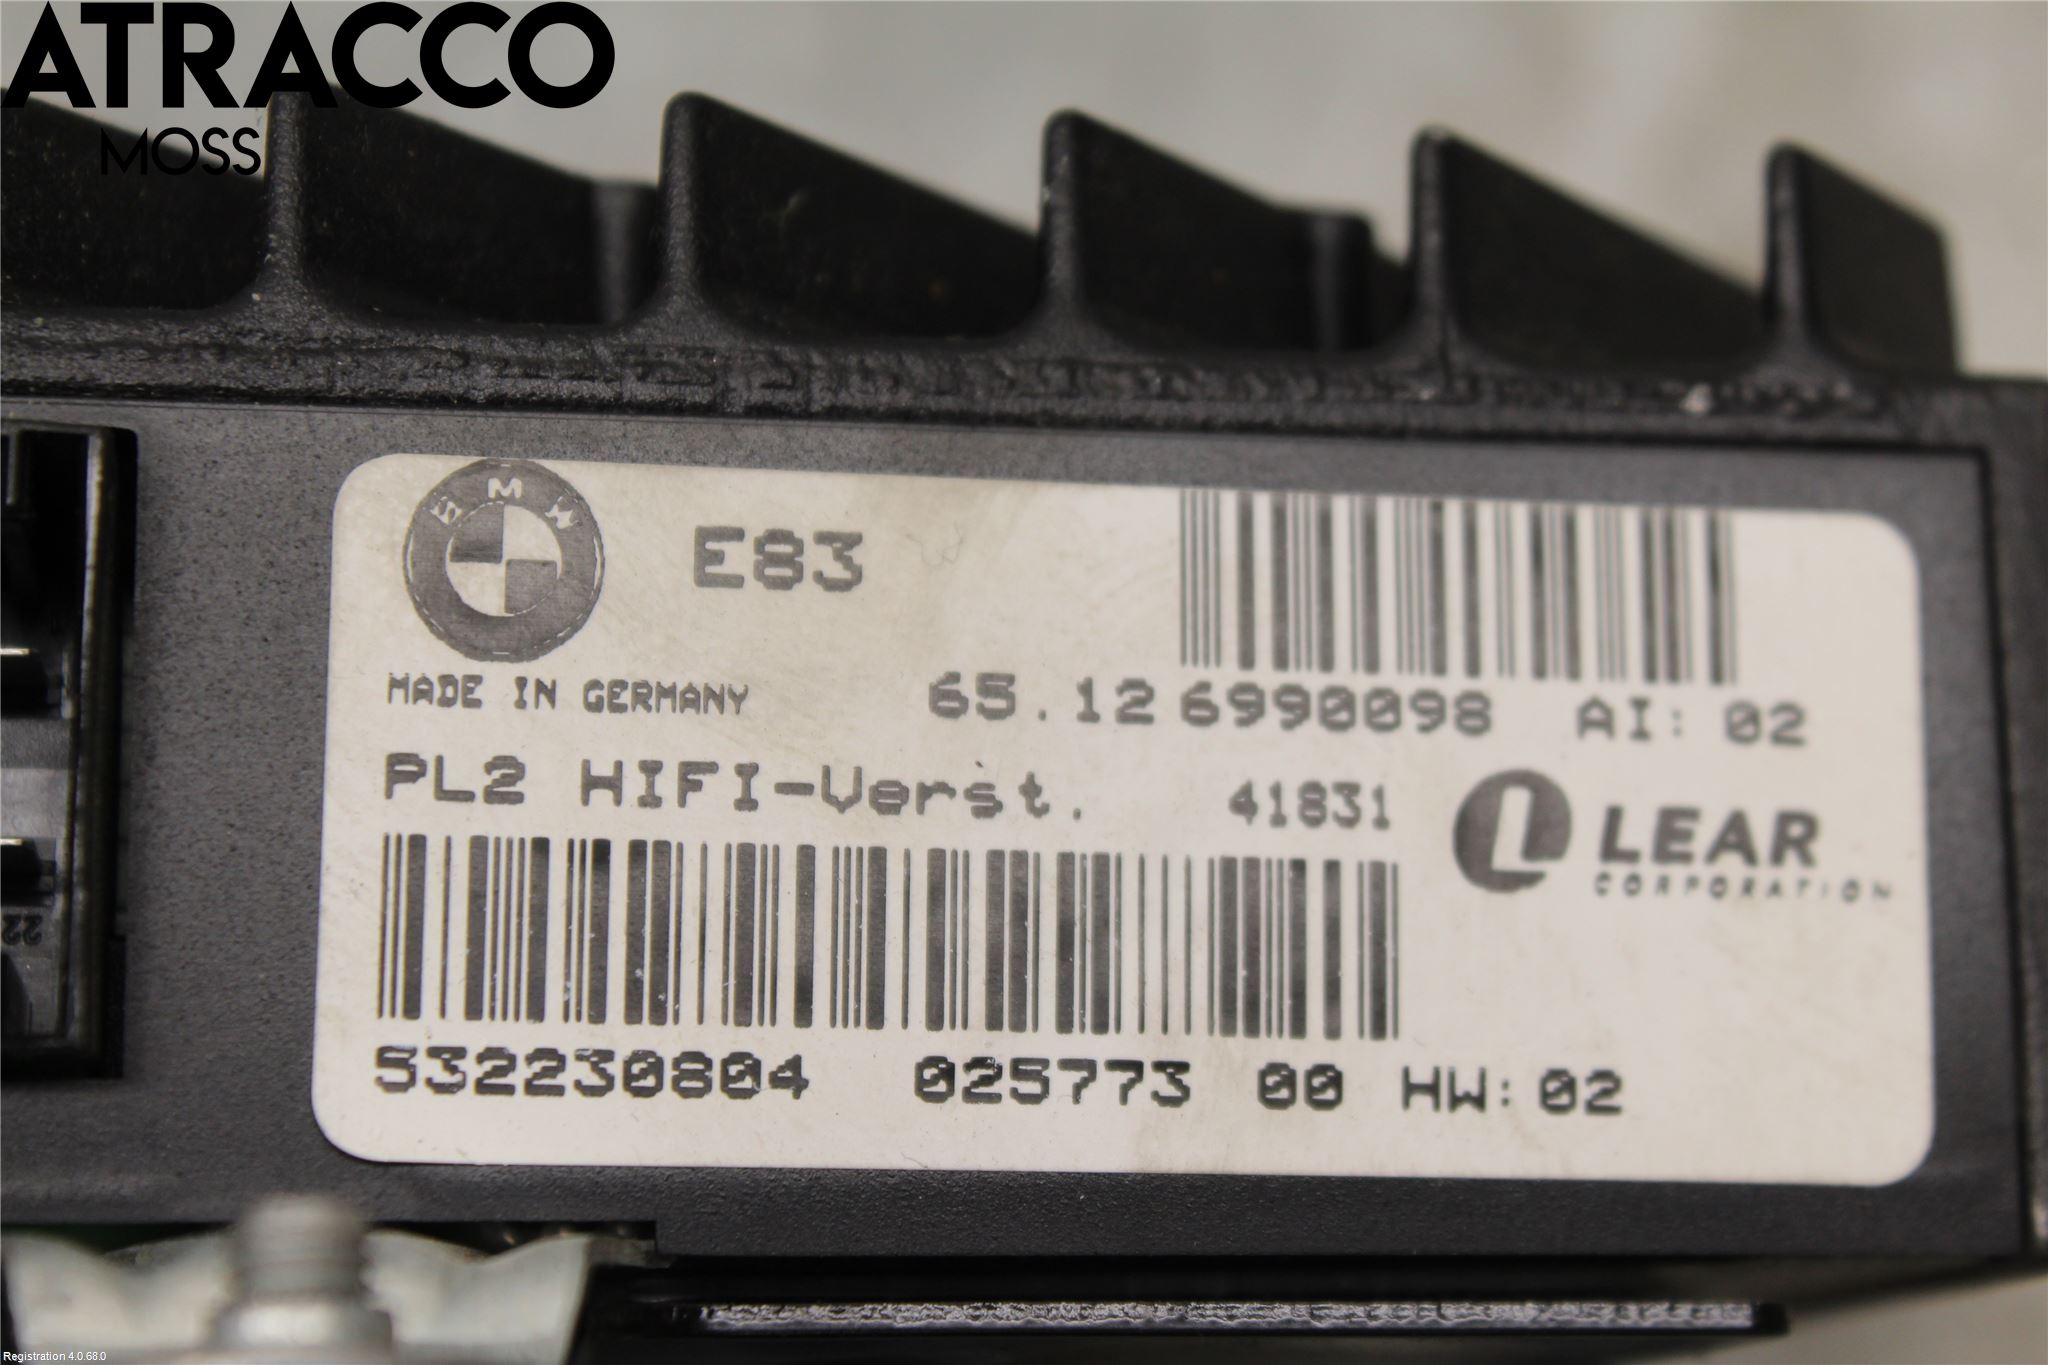 ATRACCO
MOSS
BMW
E83
MADE IN GERMANY
65.12 6990098 AI: 02
PL2 HIFI-Verst. 41831
L LEAR
CORPORATION
532230804 025773 00 HW:02
22
Registration 4.0.68.0